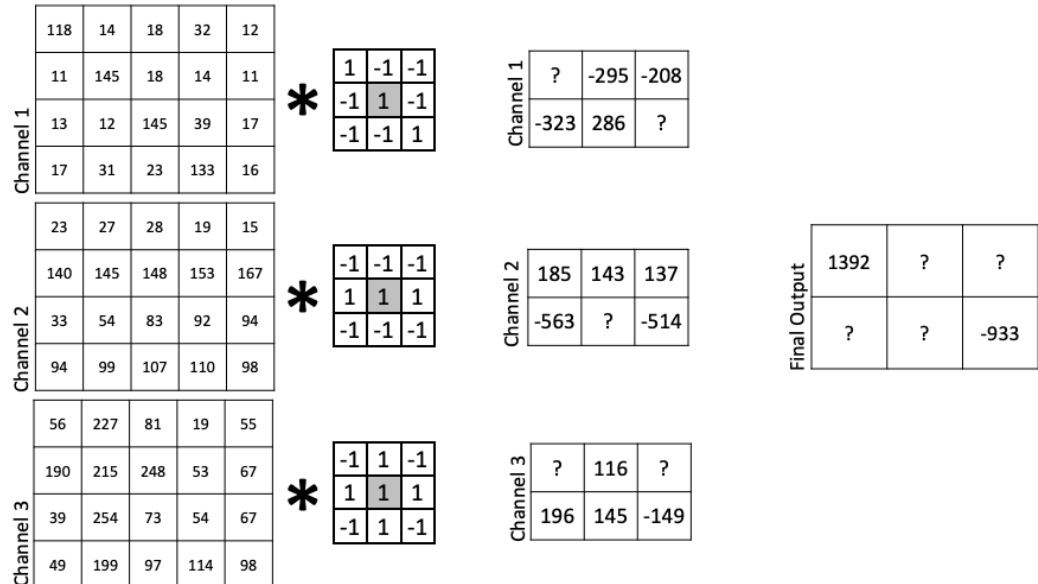 Channel 1
118 14 18 32 12
11 145 18 14 11
13 12 145 39 17
17 31 23 133 16
*
1 -1 -1
-1 1 -1
-1 -1 1
Channel 1
? -295 -208
-323 286 ?
Channel 2
23 27 28 19 15
140 145 148 153 167
33 54 83 92 94
94 99 107 110 98
*
-1 -1 -1
1 1 1
-1 -1 -1
Channel 2
185 143 137
-563 ? -514
Final Output
1392 ? ?
? ? -933
Channel 3
56 227 81 19 55
190 215 248 53 67
39 254 73 54 67
49 199 97 114 98
*
-1 1 -1
1 1 1
-1 1 -1
Channel 3
? 116 ?
196 145 -149